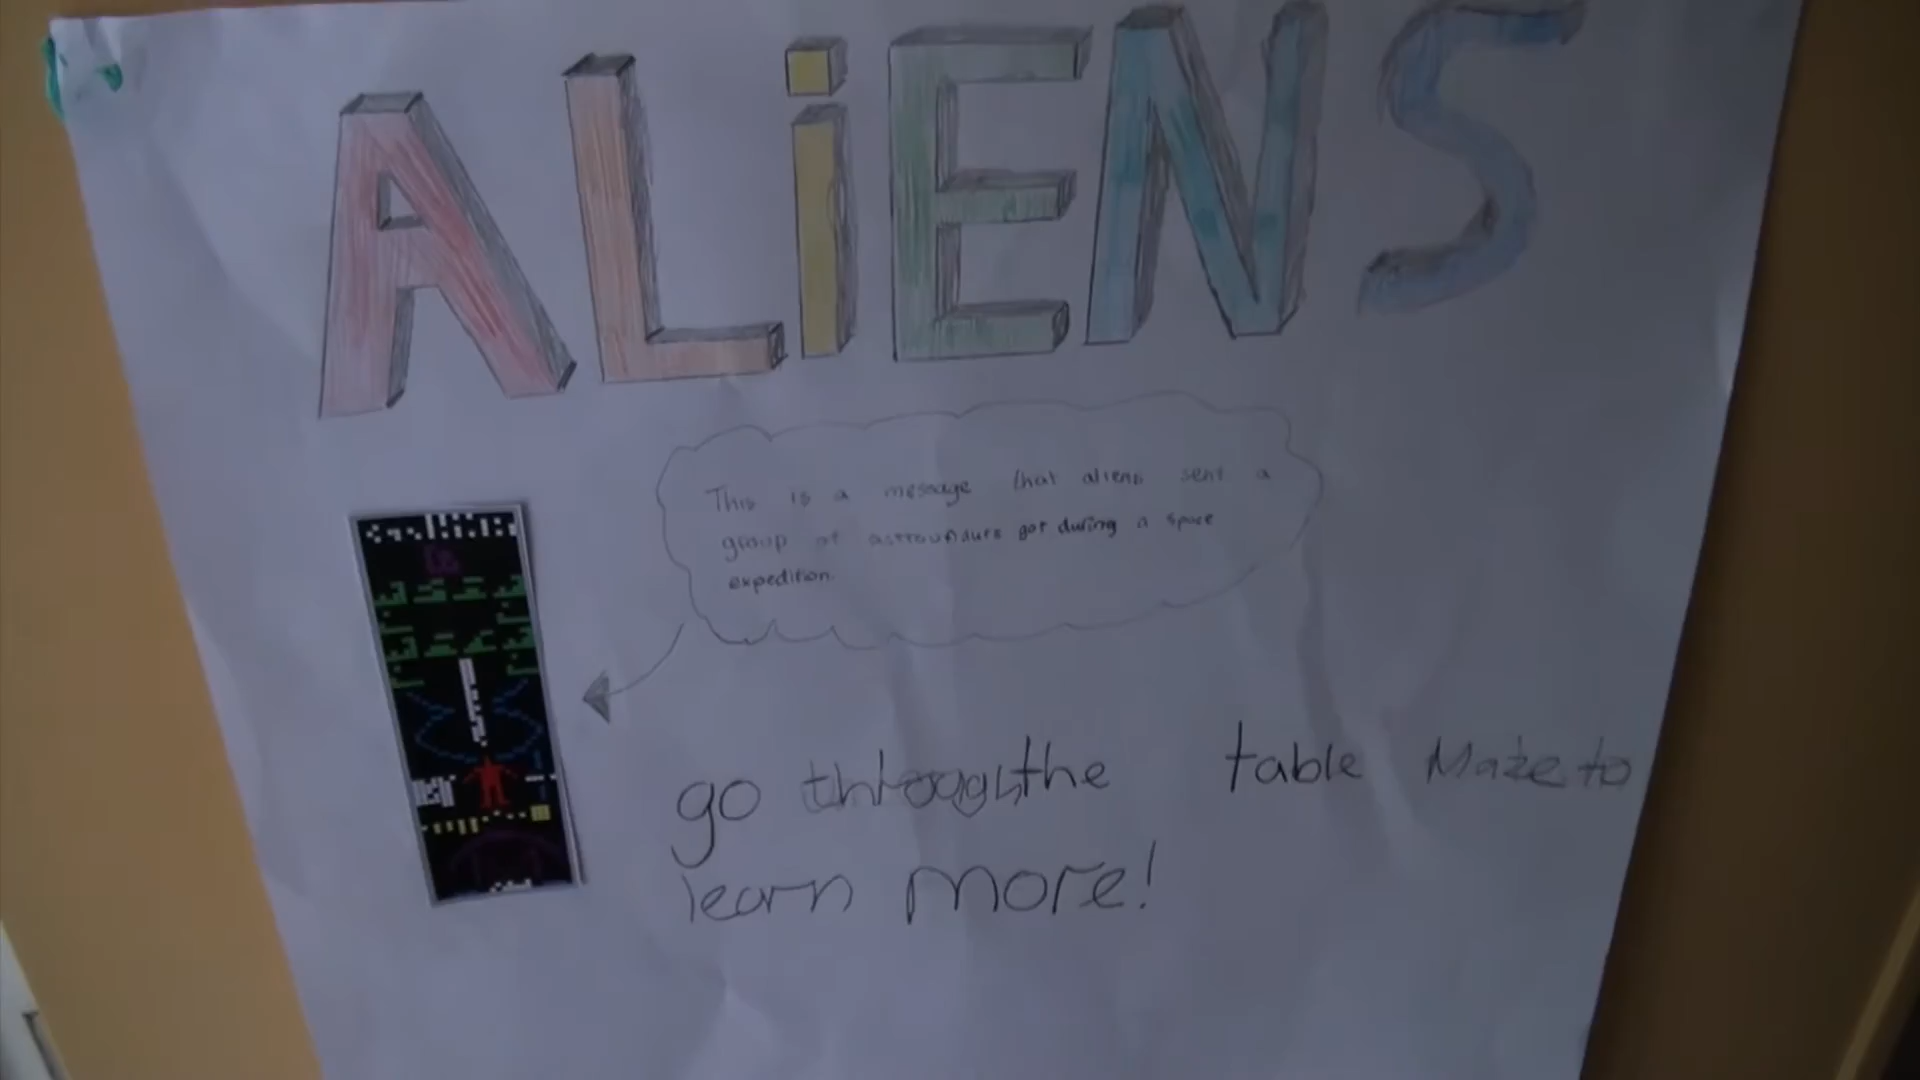 ALiENS
This is a message that aliens sent a
group of astrounauts got during a space
expedition.
go through the table Maze to
learn more!